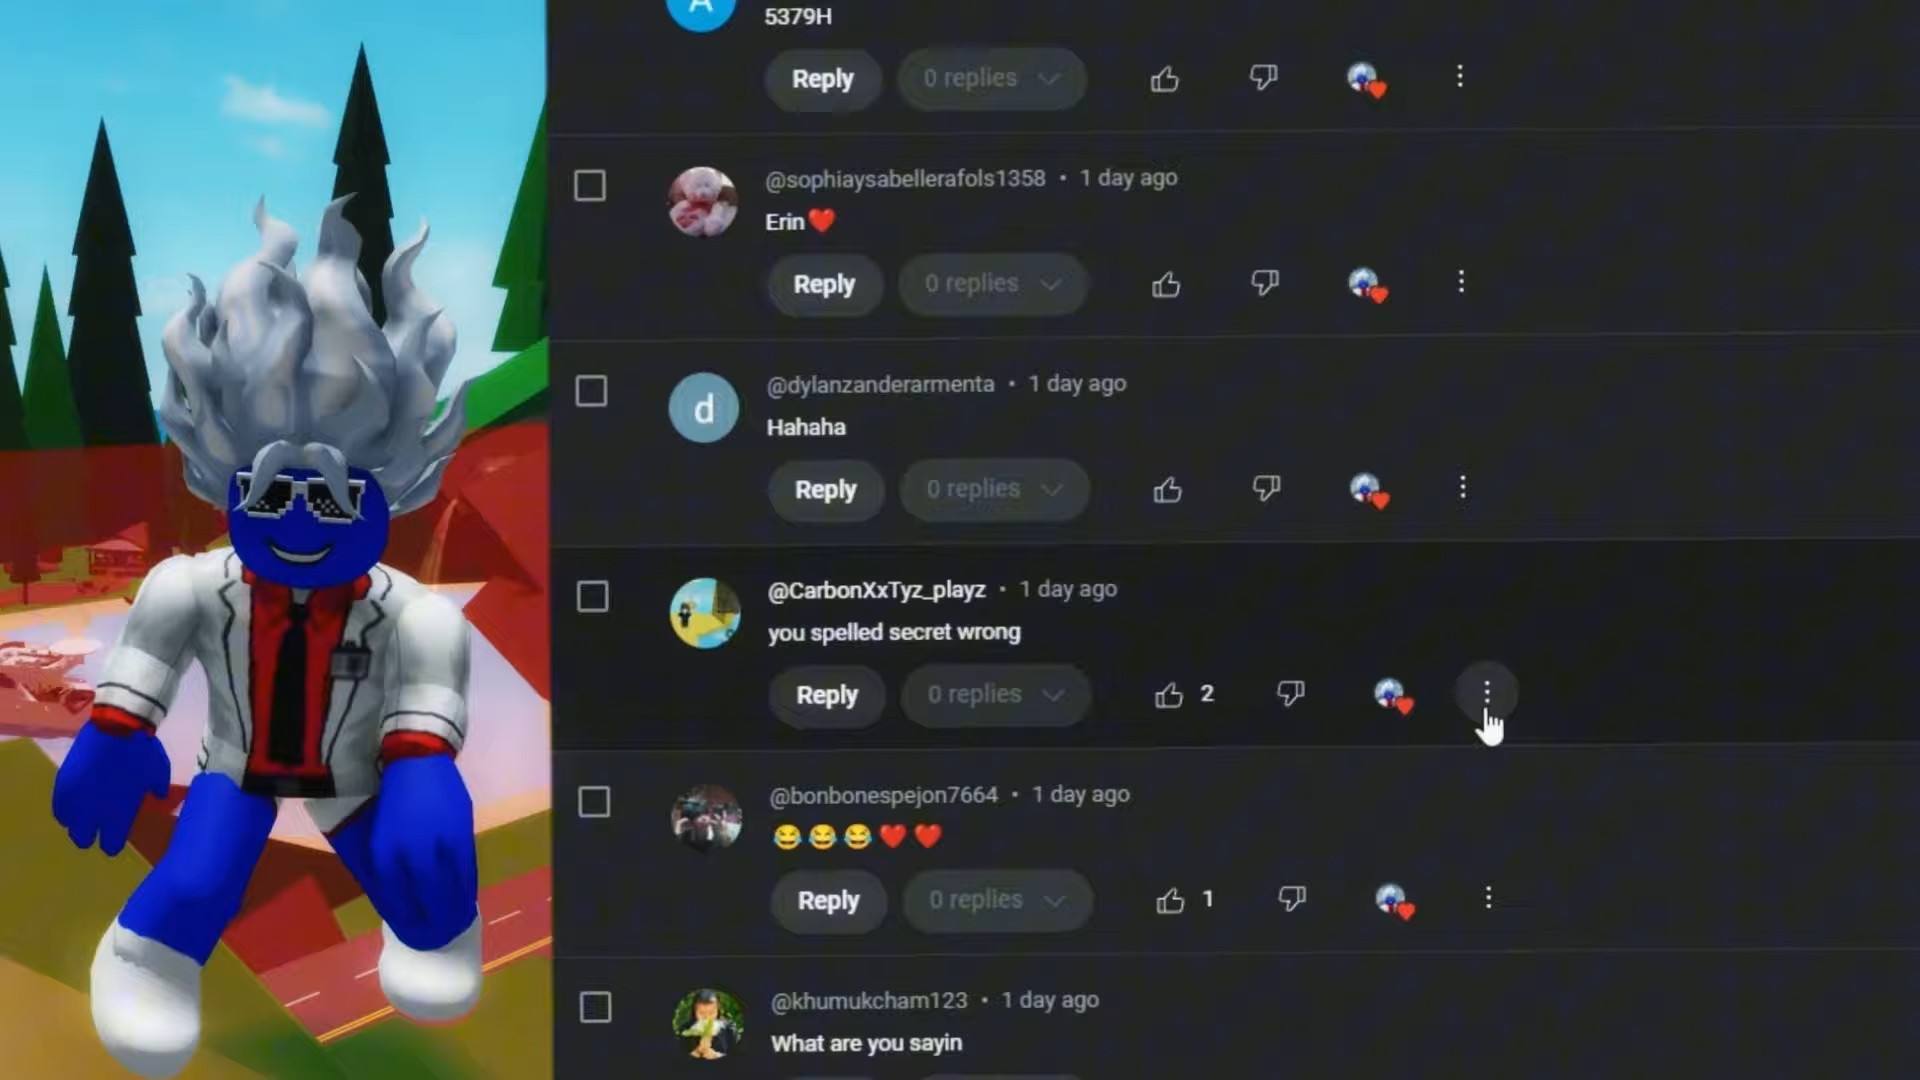 A
5379H
Reply
0 replies
@sophiaysabellerafols1358 • 1 day ago
Erin❤️
Reply
0 replies
d
@dylanzanderarmenta • 1 day ago
Hahaha
Reply
0 replies
@CarbonXxTyz_playz • 1 day ago
you spelled secret wrong
Reply
0 replies
2
@bonbonespejon7664 • 1 day ago
😂😂😂❤️❤️
Reply
0 replies
1
@khumukcham123 • 1 day ago
What are you sayin